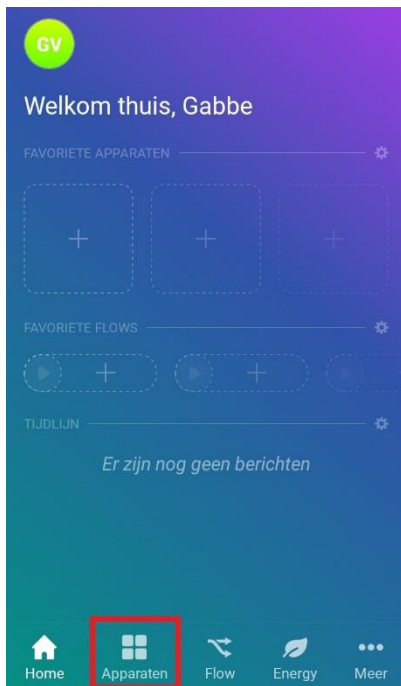 GV
Welkom thuis, Gabbe
FAVORIETE APPARATEN
FAVORIETE FLOWS
TIJDLIJN
Er zijn nog geen berichten
Home Apparaten Flow Energy Meer